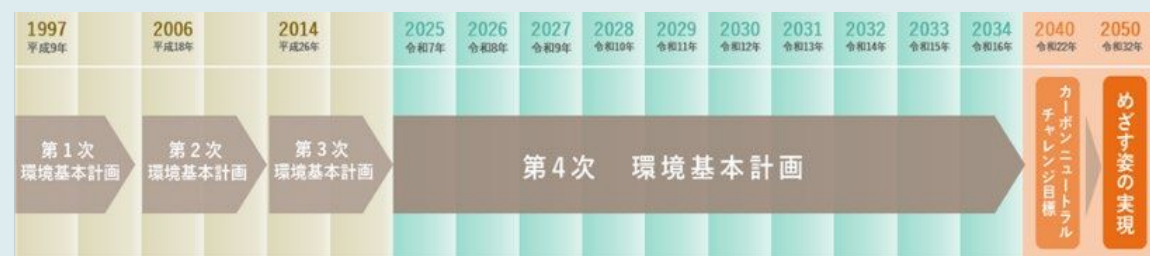 1997
平成9年
2006
平成18年
2014
平成26年
2025
令和7年
2026
令和8年
2027
令和9年
2028
令和10年
2029
令和11年
2030
令和12年
2031
令和13年
2032
令和14年
2033
令和15年
2034
令和16年
2040
令和22年
2050
令和32年
第1次
環境基本計画
第2次
環境基本計画
第3次
環境基本計画
第4次 環境基本計画
カーボンニュートラル
チャレンジ目標
めざす姿の実現